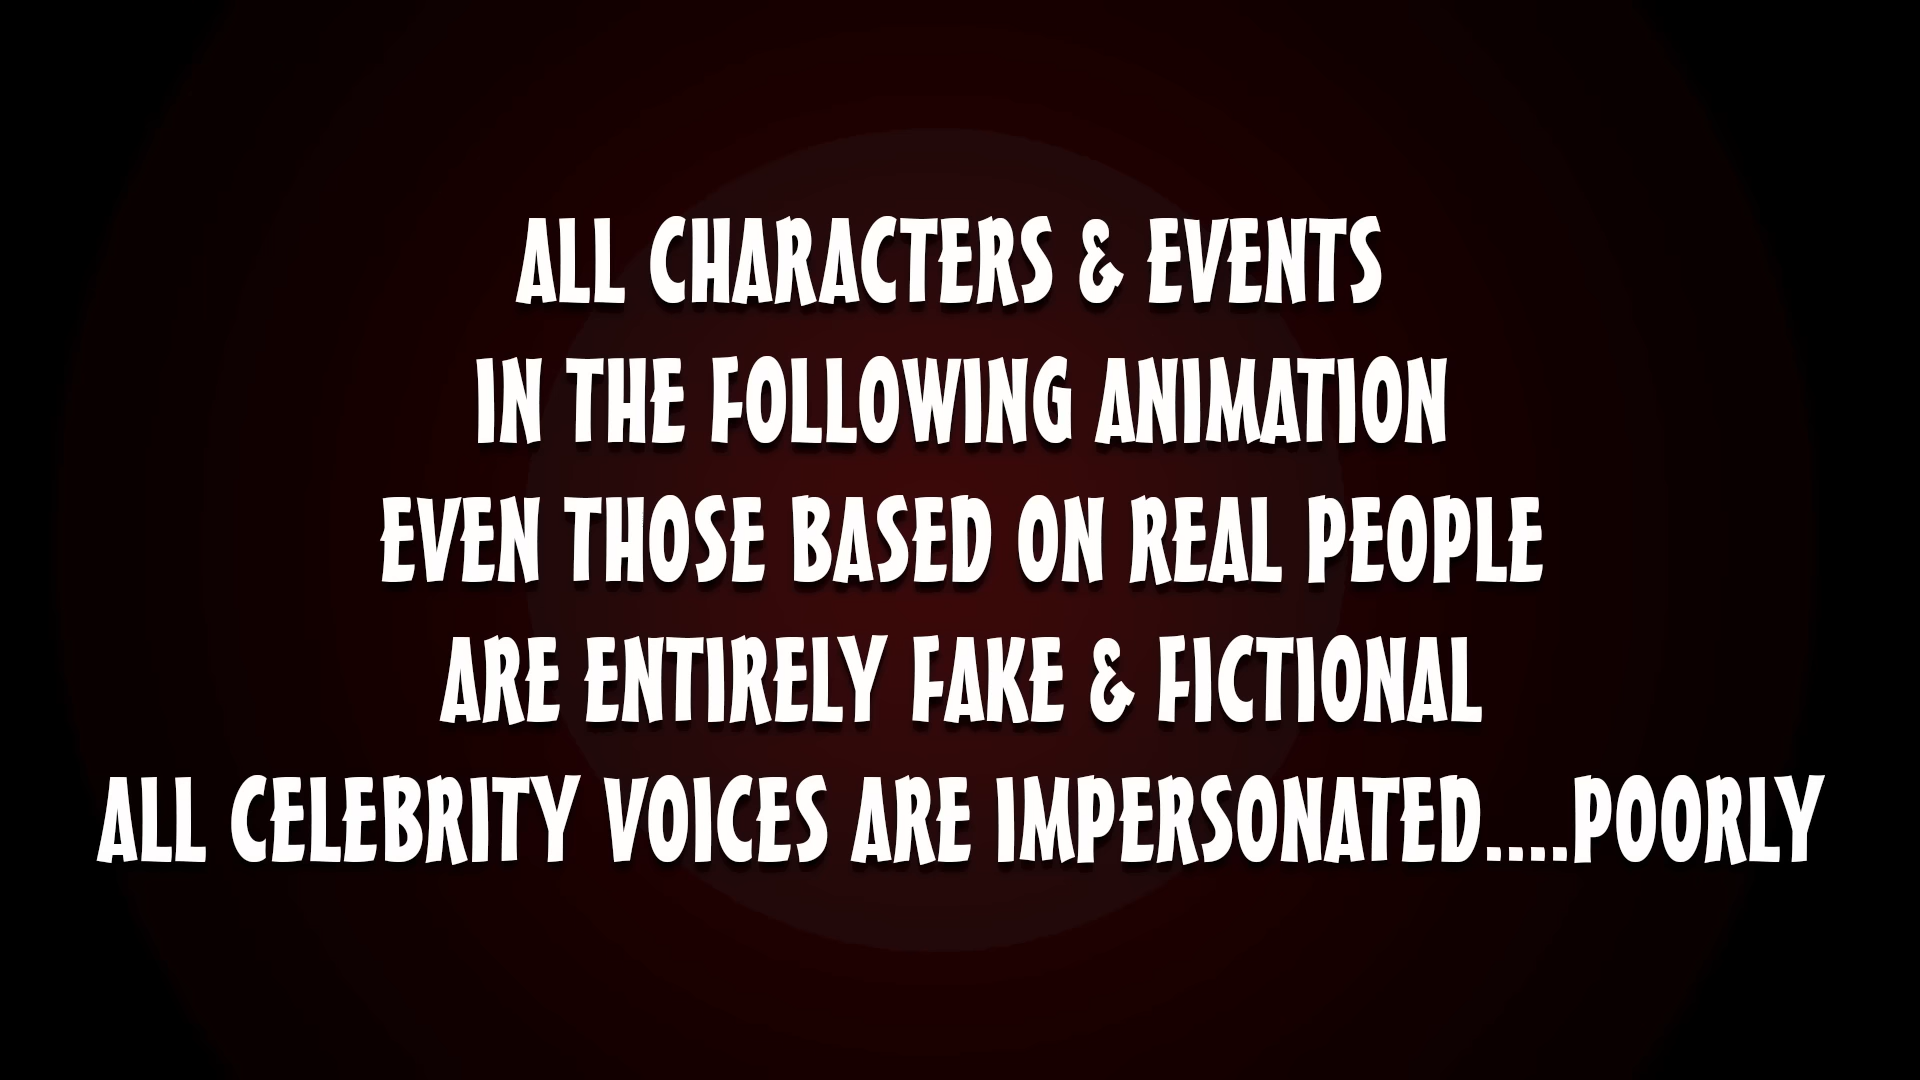 ALL CHARACTERS & EVENTS
IN THE FOLLOWING ANIMATION
EVEN THOSE BASED ON REAL PEOPLE
ARE ENTIRELY FAKE & FICTIONAL
ALL CELEBRITY VOICES ARE IMPERSONATED....POORLY